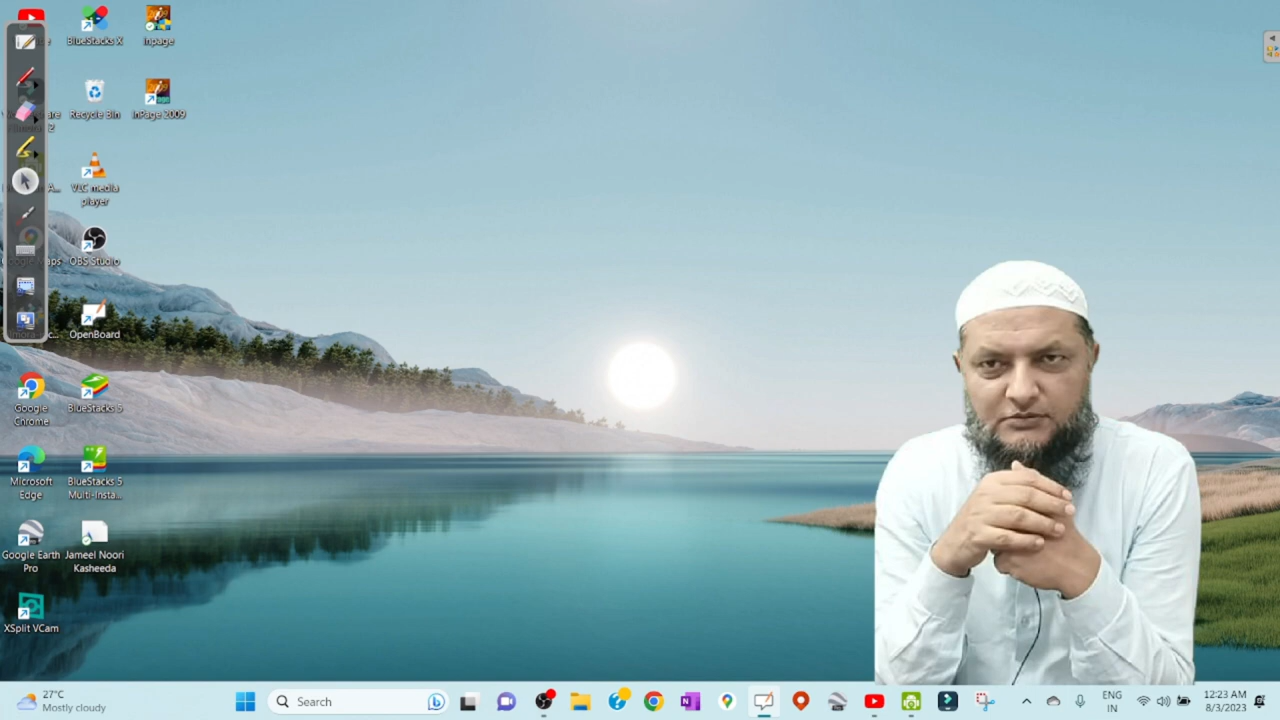 BlueStacks X
Inpage
Recycle Bin
InPage 2009
VLC media
player
OBS Studio
OpenBoard
Google
Chrome
BlueStacks 5
Microsoft
Edge
BlueStacks 5
Multi-Insta...
Google Earth
Pro
Jameel Noori
Kasheeda
XSplit VCam
27°C
Mostly cloudy
Search
ENG
IN
12:23 AM
8/3/2023